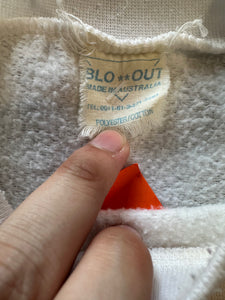 BLO ★★ OUT
MADE IN AUSTRALIA
POLYESTER/COTTON